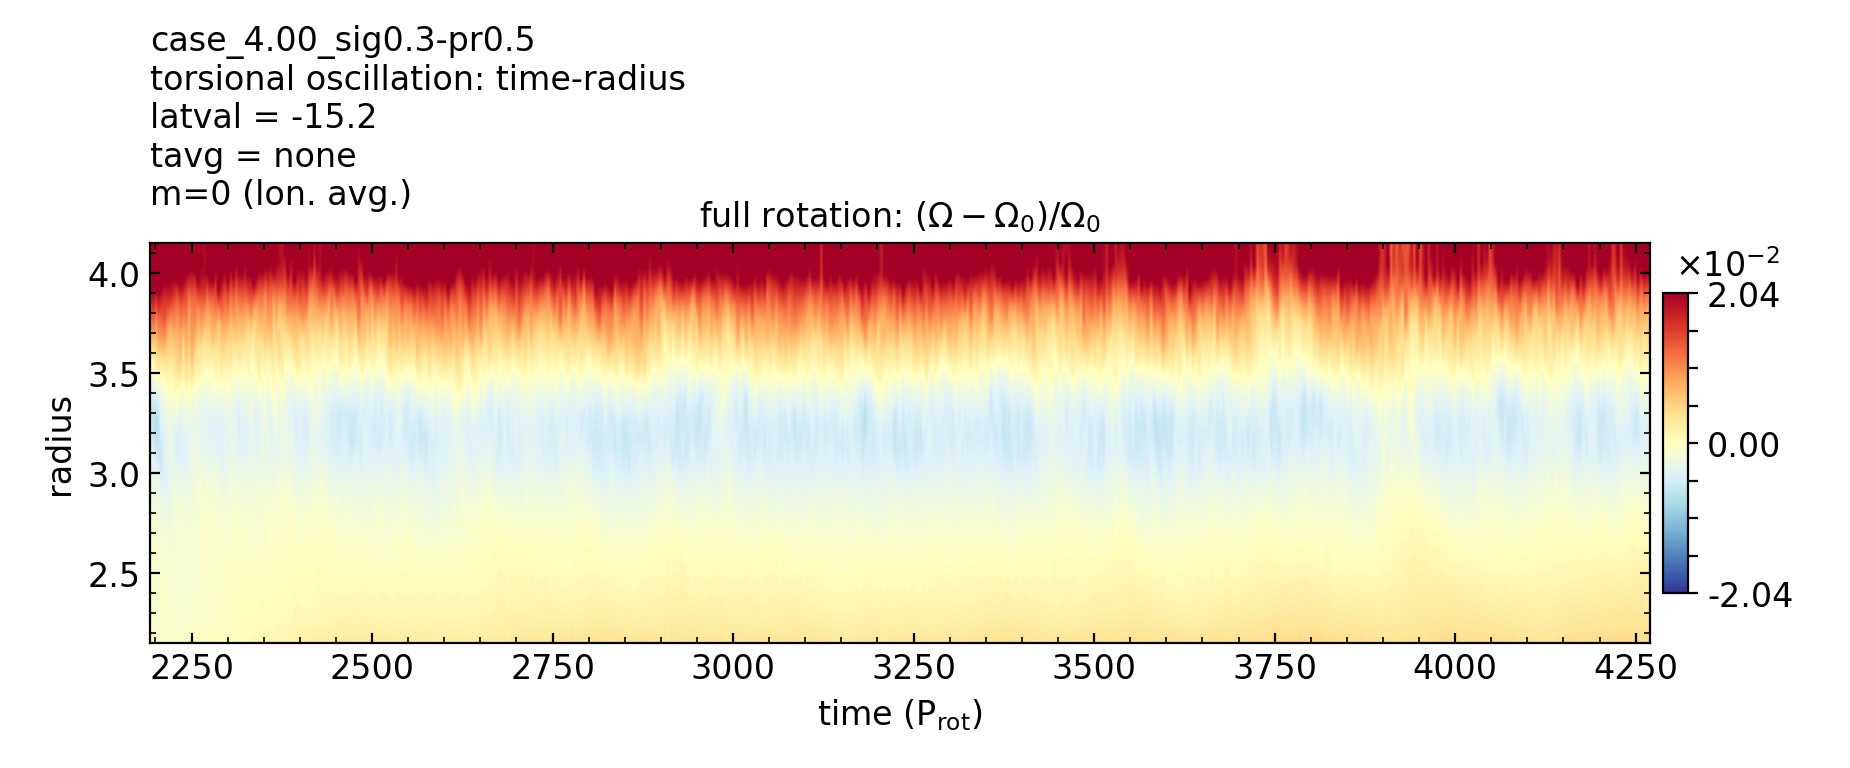 case_4.00_sig0.3-pr0.5
torsional oscillation: time-radius
latval = -15.2
tavg = none
m=0 (lon. avg.)
full rotation: (Ω − Ω₀)/Ω₀
×10⁻²
2.04
0.00
-2.04
radius
4.0
3.5
3.0
2.5
2250 2500 2750 3000 3250 3500 3750 4000 4250
time (P_rot)